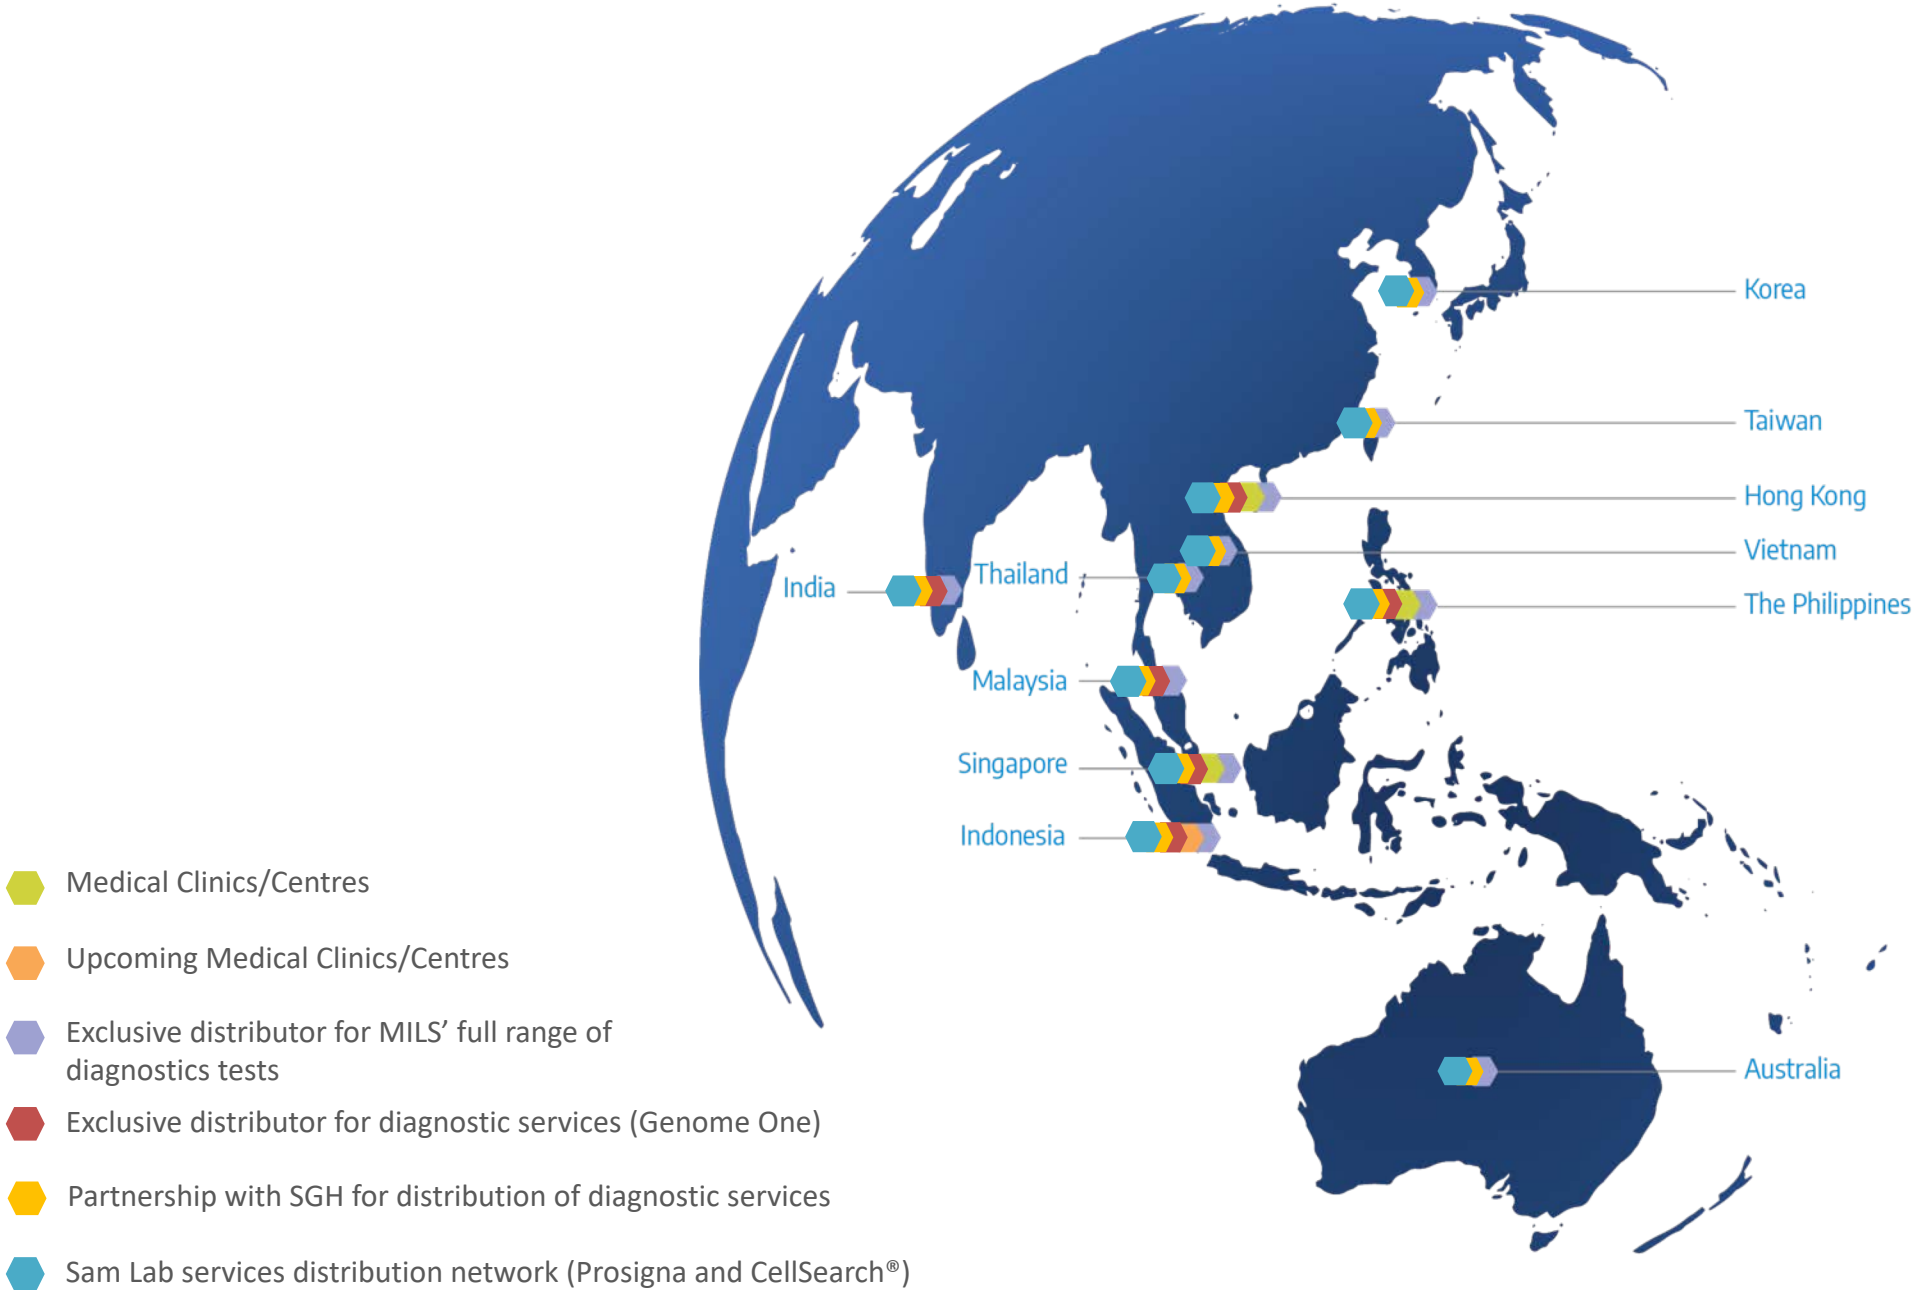 Korea
Taiwan
Hong Kong
Vietnam
Thailand
India
The Philippines
Malaysia
Singapore
Indonesia
Medical Clinics/Centres
Upcoming Medical Clinics/Centres
Exclusive distributor for MILS’ full range of
diagnostics tests
Australia
Exclusive distributor for diagnostic services (Genome One)
Partnership with SGH for distribution of diagnostic services
Sam Lab services distribution network (Prosigna and CellSearch®)